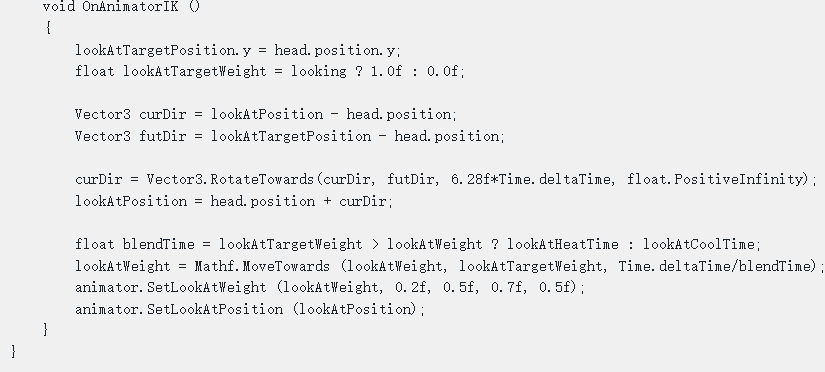 void OnAnimatorIK ()
{
lookAtTargetPosition.y = head.position.y;
float lookAtTargetWeight = looking ? 1.0f : 0.0f;
Vector3 curDir = lookAtPosition - head.position;
Vector3 futDir = lookAtTargetPosition - head.position;
curDir = Vector3.RotateTowards(curDir, futDir, 6.28f*Time.deltaTime, float.PositiveInfinity);
lookAtPosition = head.position + curDir;
float blendTime = lookAtTargetWeight > lookAtWeight ? lookAtHeatTime : lookAtCoolTime;
lookAtWeight = Mathf.MoveTowards (lookAtWeight, lookAtTargetWeight, Time.deltaTime/blendTime);
animator.SetLookAtWeight (lookAtWeight, 0.2f, 0.5f, 0.7f, 0.5f);
animator.SetLookAtPosition (lookAtPosition);
}
}